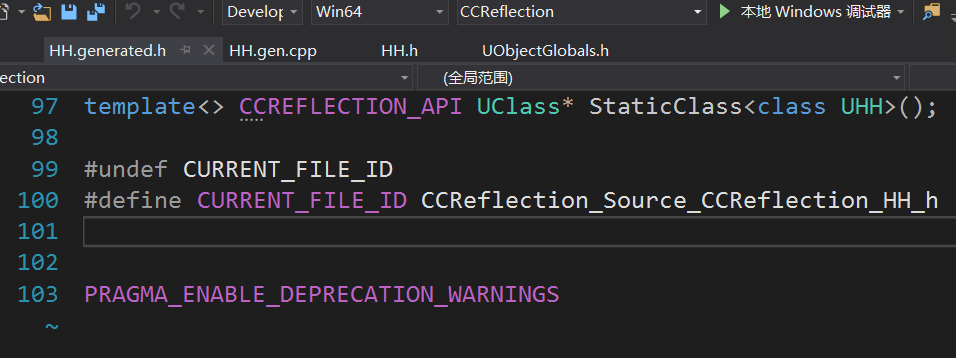 Develop Win64 CCReflection 本地 Windows 调试器
HH.generated.h HH.gen.cpp HH.h UObjectGlobals.h
ection (全局范围)
97 template<> CCREFLECTION_API UClass* StaticClass<class UHH>();
98
99 #undef CURRENT_FILE_ID
100 #define CURRENT_FILE_ID CCReflection_Source_CCReflection_HH_h
101
102
103 PRAGMA_ENABLE_DEPRECATION_WARNINGS
~